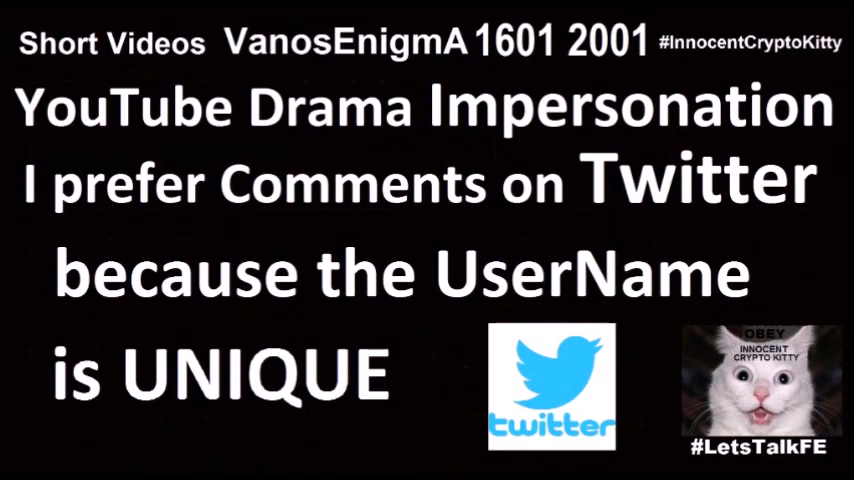 Short Videos VanosEnigmA 1601 2001 #InnocentCryptoKitty
YouTube Drama Impersonation
I prefer Comments on Twitter
because the UserName
is UNIQUE
twitter
OBEY
INNOCENT
CRYPTO KITTY
#LetsTalkFE